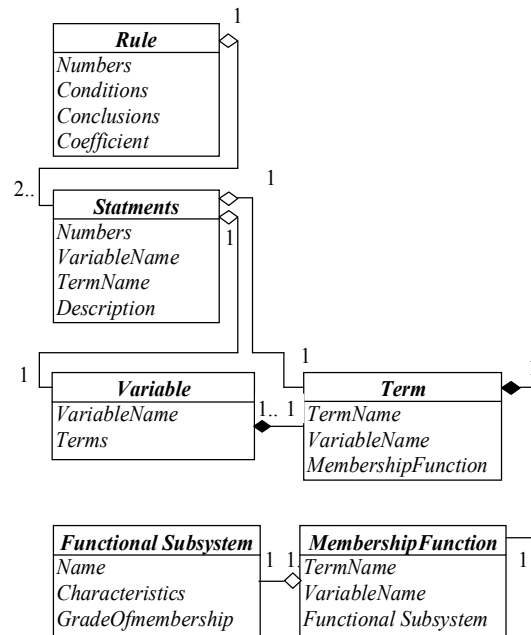 1
Rule
Numbers
Conditions
Conclusions
Coefficient
2..
1
Statments
1
Numbers
VariableName
TermName
Description
1
1
Variable
VariableName
Terms
1.. 1
Term
TermName
VariableName
MembershipFunction
Functional Subsystem
Name
Characteristics
GradeOfmembership
1
1.
MembershipFunction
TermName
VariableName
Functional Subsystem
1